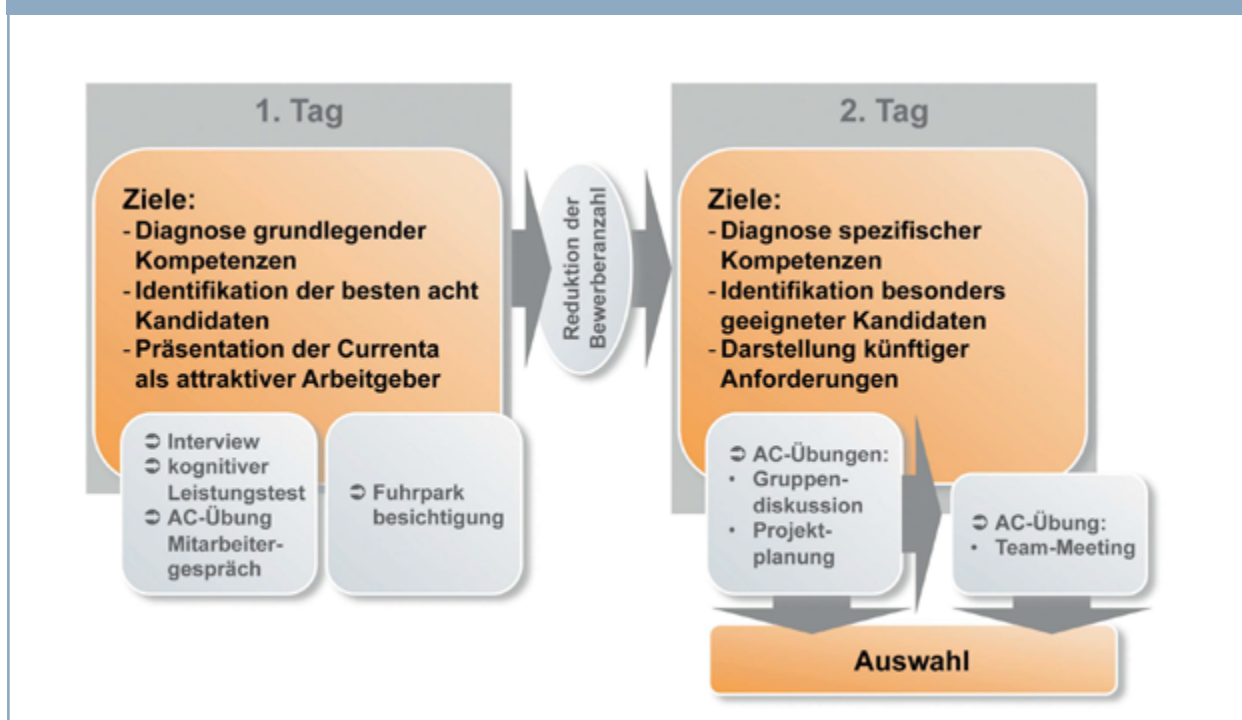 1. Tag
Ziele:
- Diagnose grundlegender
Kompetenzen
- Identifikation der besten acht
Kandidaten
- Präsentation der Currenta
als attraktiver Arbeitgeber
➲ Interview
➲ kognitiver
Leistungstest
➲ AC-Übung
Mitarbeiter-
gespräch
➲ Fuhrpark
besichtigung
Reduktion der
Bewerberanzahl
2. Tag
Ziele:
- Diagnose spezifischer
Kompetenzen
- Identifikation besonders
geeigneter Kandidaten
- Darstellung künftiger
Anforderungen
➲ AC-Übungen:
• Gruppen-
diskussion
• Projekt-
planung
➲ AC-Übung:
• Team-Meeting
Auswahl